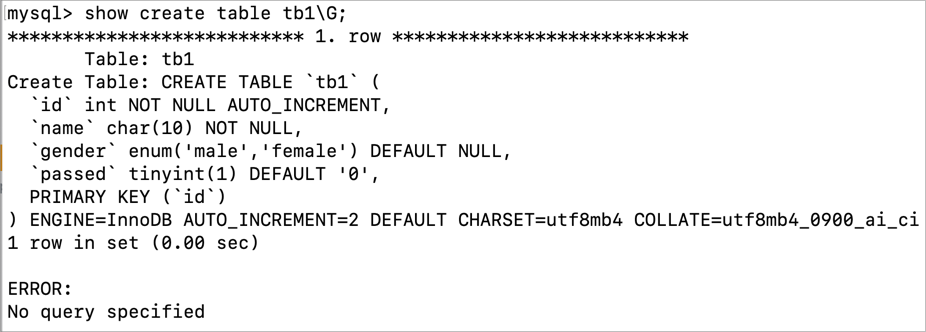 mysql> show create table tb1\G;
*************************** 1. row ***************************
       Table: tb1
Create Table: CREATE TABLE `tb1` (
  `id` int NOT NULL AUTO_INCREMENT,
  `name` char(10) NOT NULL,
  `gender` enum('male','female') DEFAULT NULL,
  `passed` tinyint(1) DEFAULT '0',
  PRIMARY KEY (`id`)
) ENGINE=InnoDB AUTO_INCREMENT=2 DEFAULT CHARSET=utf8mb4 COLLATE=utf8mb4_0900_ai_ci
1 row in set (0.00 sec)

ERROR:
No query specified